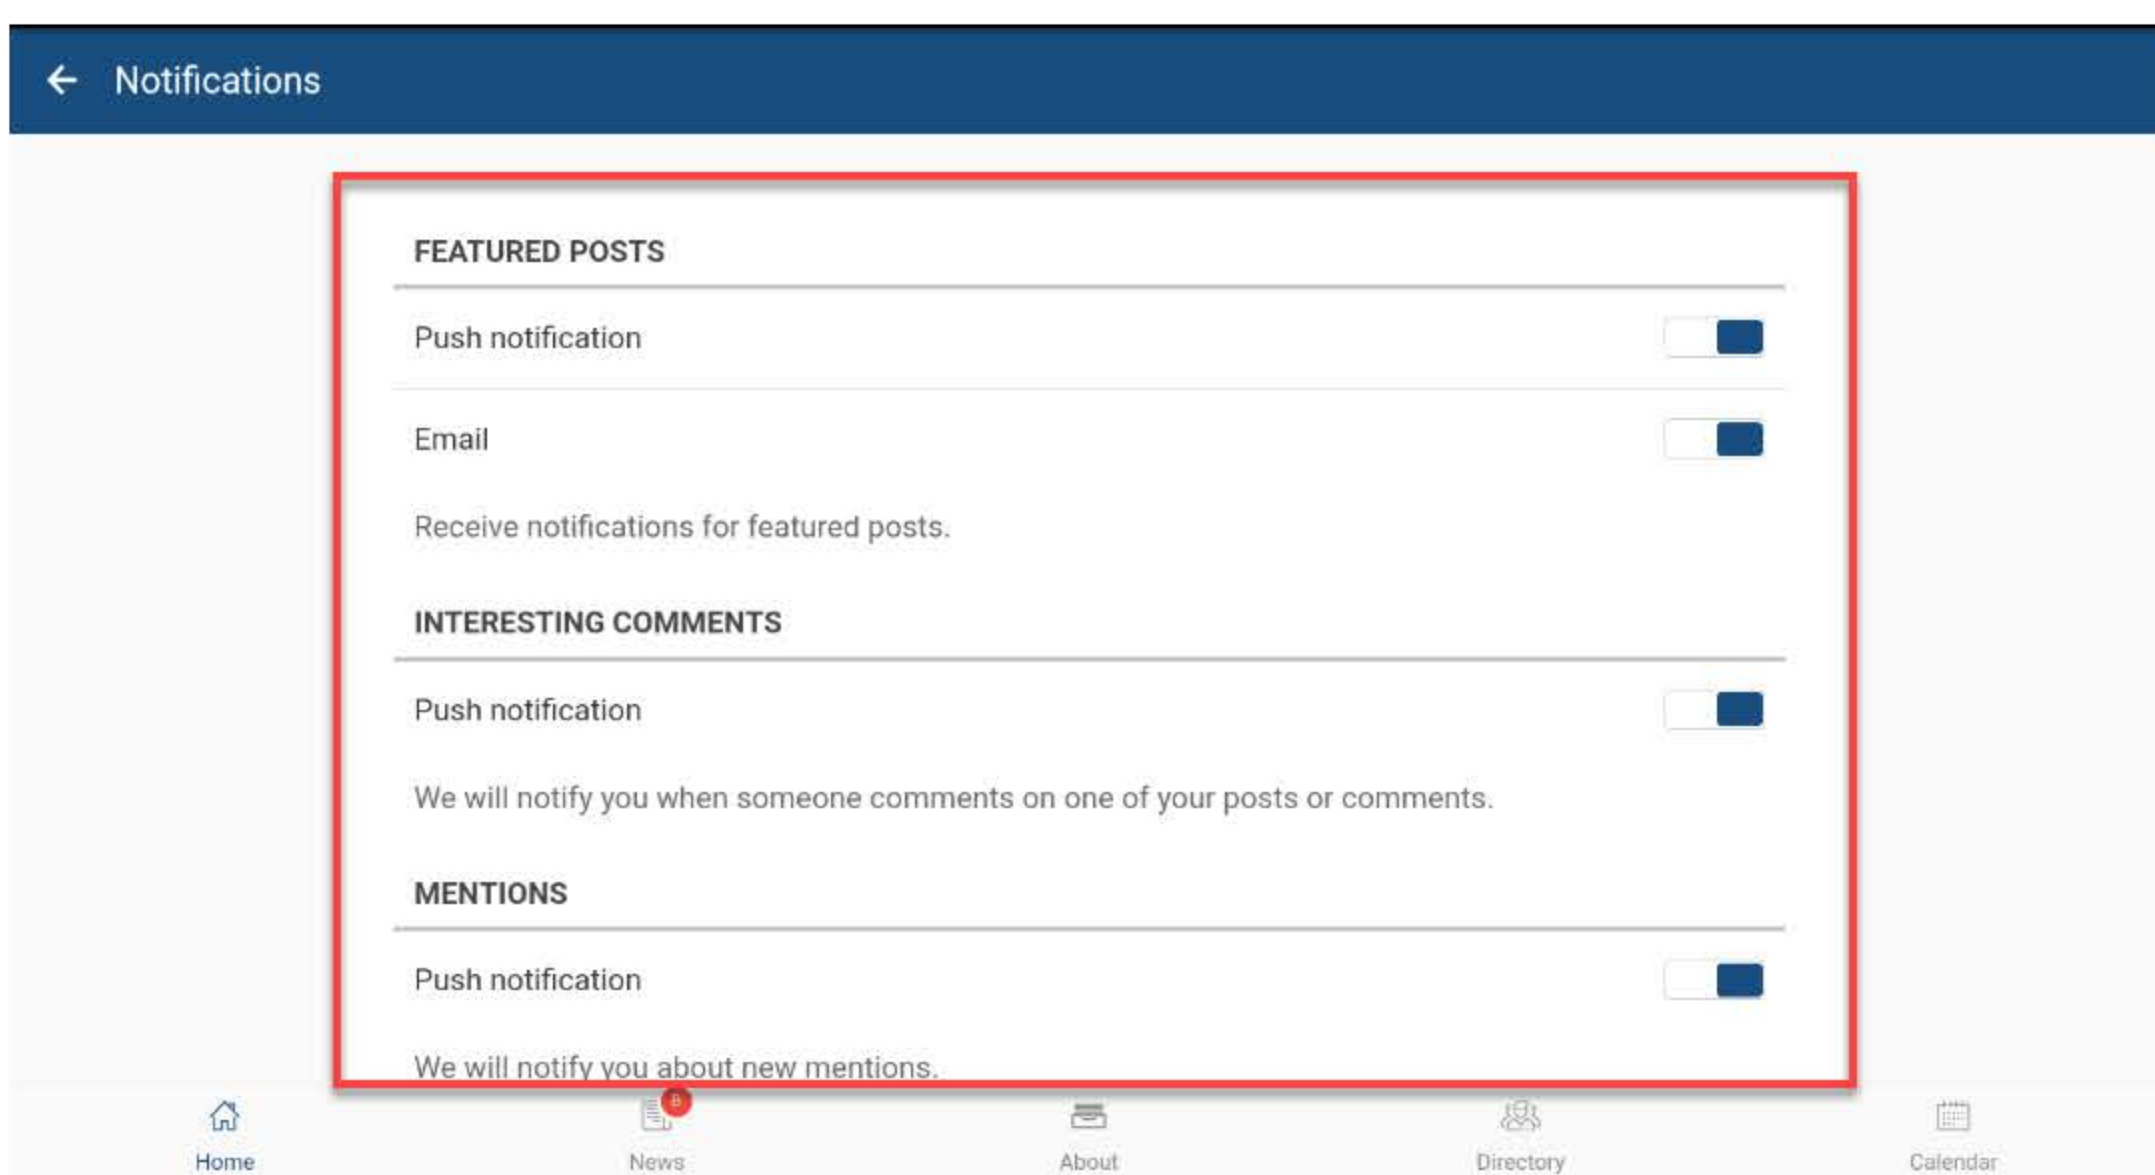 Notifications
FEATURED POSTS
Push notification
Email
Receive notifications for featured posts.
INTERESTING COMMENTS
Push notification
We will notify you when someone comments on one of your posts or comments.
MENTIONS
Push notification
We will notify you about new mentions.
Home
News
About
Directory
Calendar